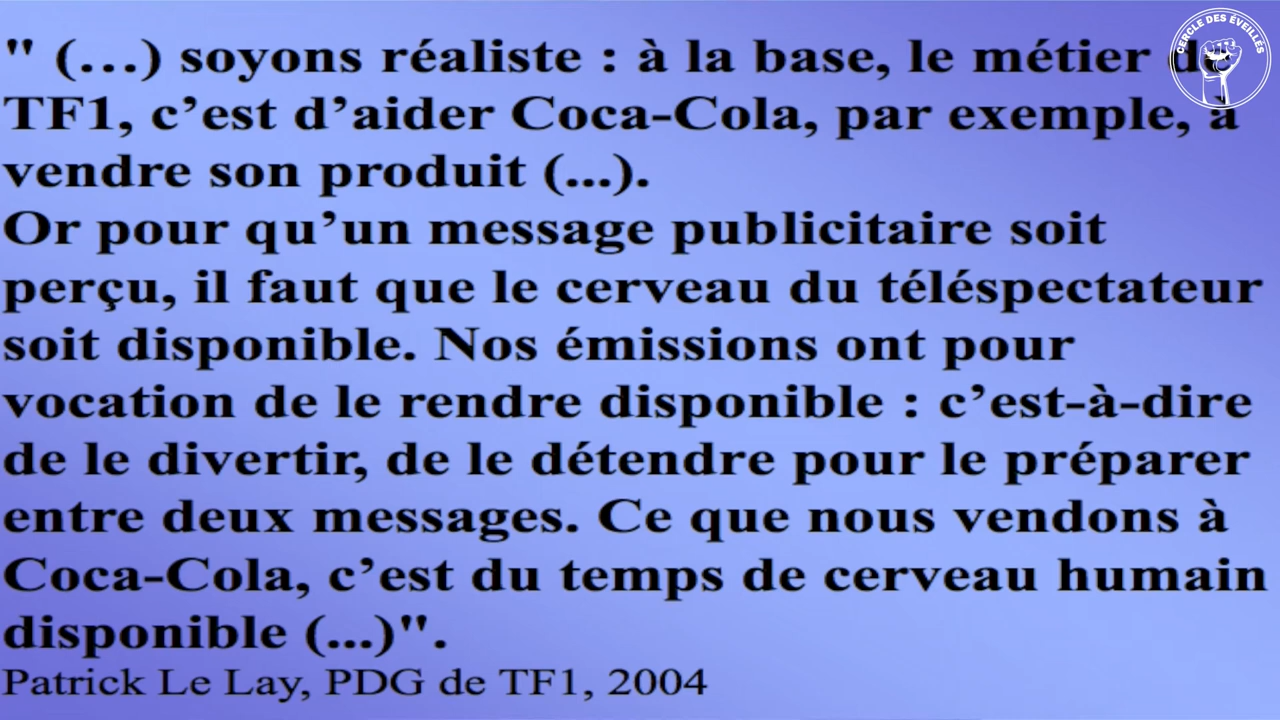 " (…) soyons réaliste : à la base, le métier de
TF1, c’est d’aider Coca-Cola, par exemple, à
vendre son produit (...).
Or pour qu’un message publicitaire soit
perçu, il faut que le cerveau du téléspectateur
soit disponible. Nos émissions ont pour
vocation de le rendre disponible : c’est-à-dire
de le divertir, de le détendre pour le préparer
entre deux messages. Ce que nous vendons à
Coca-Cola, c’est du temps de cerveau humain
disponible (...)".
Patrick Le Lay, PDG de TF1, 2004
CERCLE DES ÉVEILLÉS